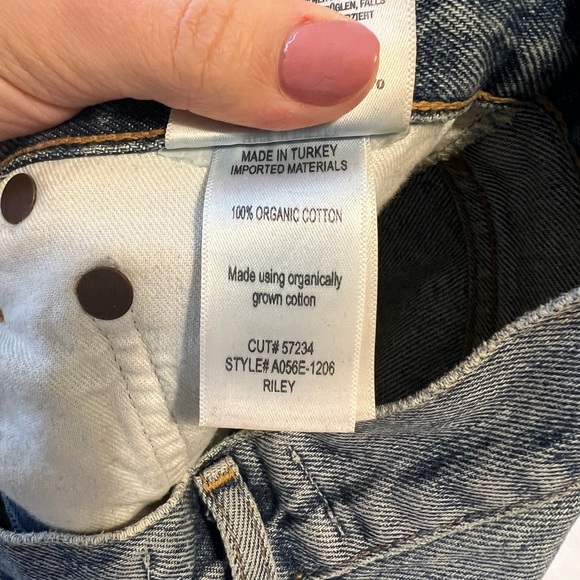 ÖGLEN, FALLS
MADE IN TURKEY
IMPORTED MATERIALS
100% ORGANIC COTTON
Made using organically
grown cotton
CUT# 57234
STYLE# A056E-1206
RILEY